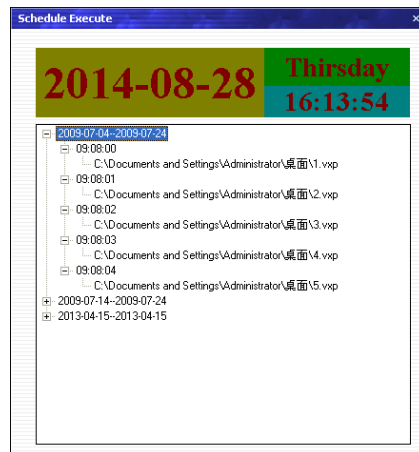 Schedule Execute
2014-08-28
Thirsday
16:13:54
2009-07-04--2009-07-24
09:08:00
C:\Documents and Settings\Administrator\桌面\1.vxp
09:08:01
C:\Documents and Settings\Administrator\桌面\2.vxp
09:08:02
C:\Documents and Settings\Administrator\桌面\3.vxp
09:08:03
C:\Documents and Settings\Administrator\桌面\4.vxp
09:08:04
C:\Documents and Settings\Administrator\桌面\5.vxp
2009-07-14--2009-07-24
2013-04-15--2013-04-15